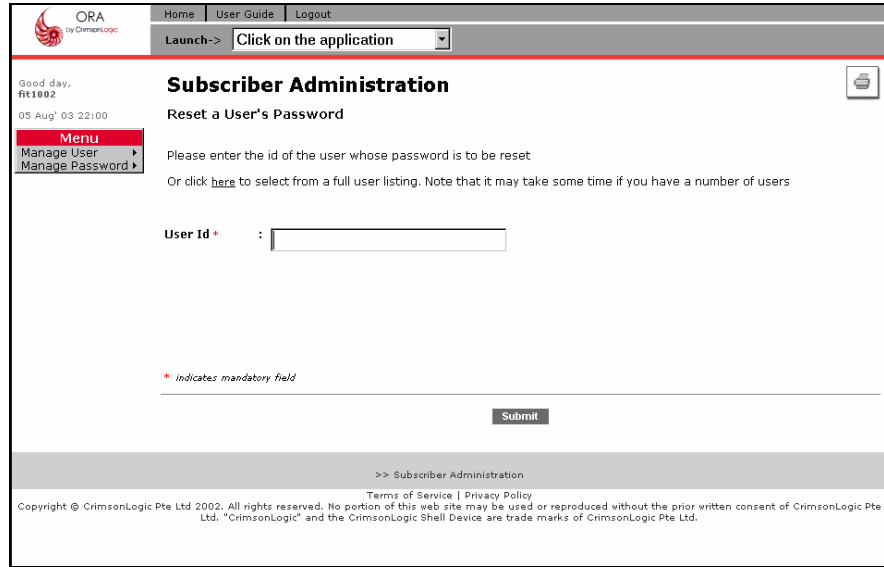 ORA
by CrimsonLogic
Home User Guide Logout
Launch-> Click on the application
Good day,
fit1002
05 Aug' 03 22:00
Menu
Manage User
Manage Password
Subscriber Administration
Reset a User's Password
Please enter the id of the user whose password is to be reset
Or click here to select from a full user listing. Note that it may take some time if you have a number of users
User Id * :
* indicates mandatory field
Submit
>> Subscriber Administration
Terms of Service | Privacy Policy
Copyright © CrimsonLogic Pte Ltd 2002. All rights reserved. No portion of this web site may be used or reproduced without the prior written consent of CrimsonLogic Pte
Ltd. "CrimsonLogic" and the CrimsonLogic Shell Device are trade marks of CrimsonLogic Pte Ltd.